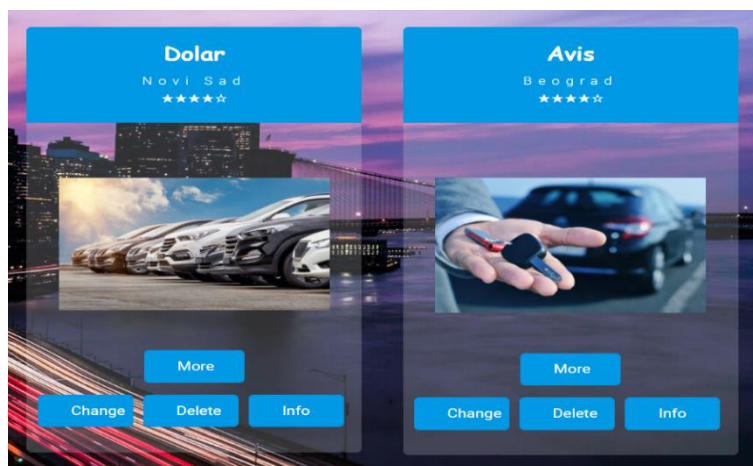 Dolar
Novi Sad
★★★★☆
More
Change
Delete
Info
Avis
Beograd
★★★★☆
More
Change
Delete
Info